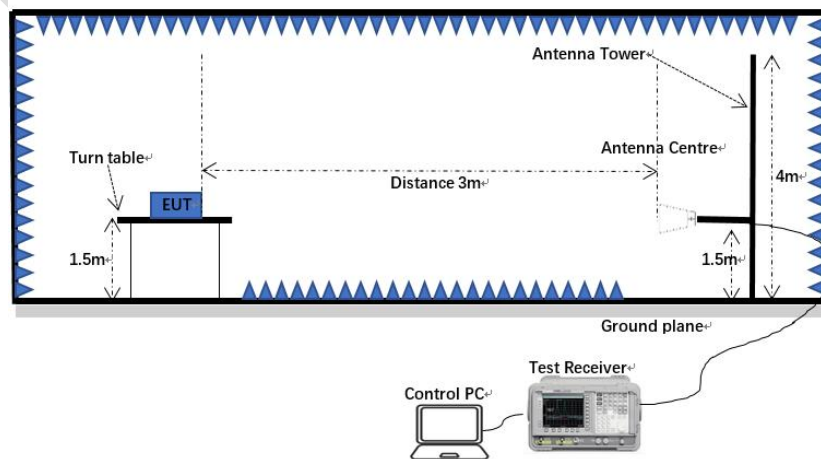 Antenna Tower
Turn table
Antenna Centre
Distance 3m
4m
EUT
1.5m
1.5m
Ground plane
Test Receiver
Control PC